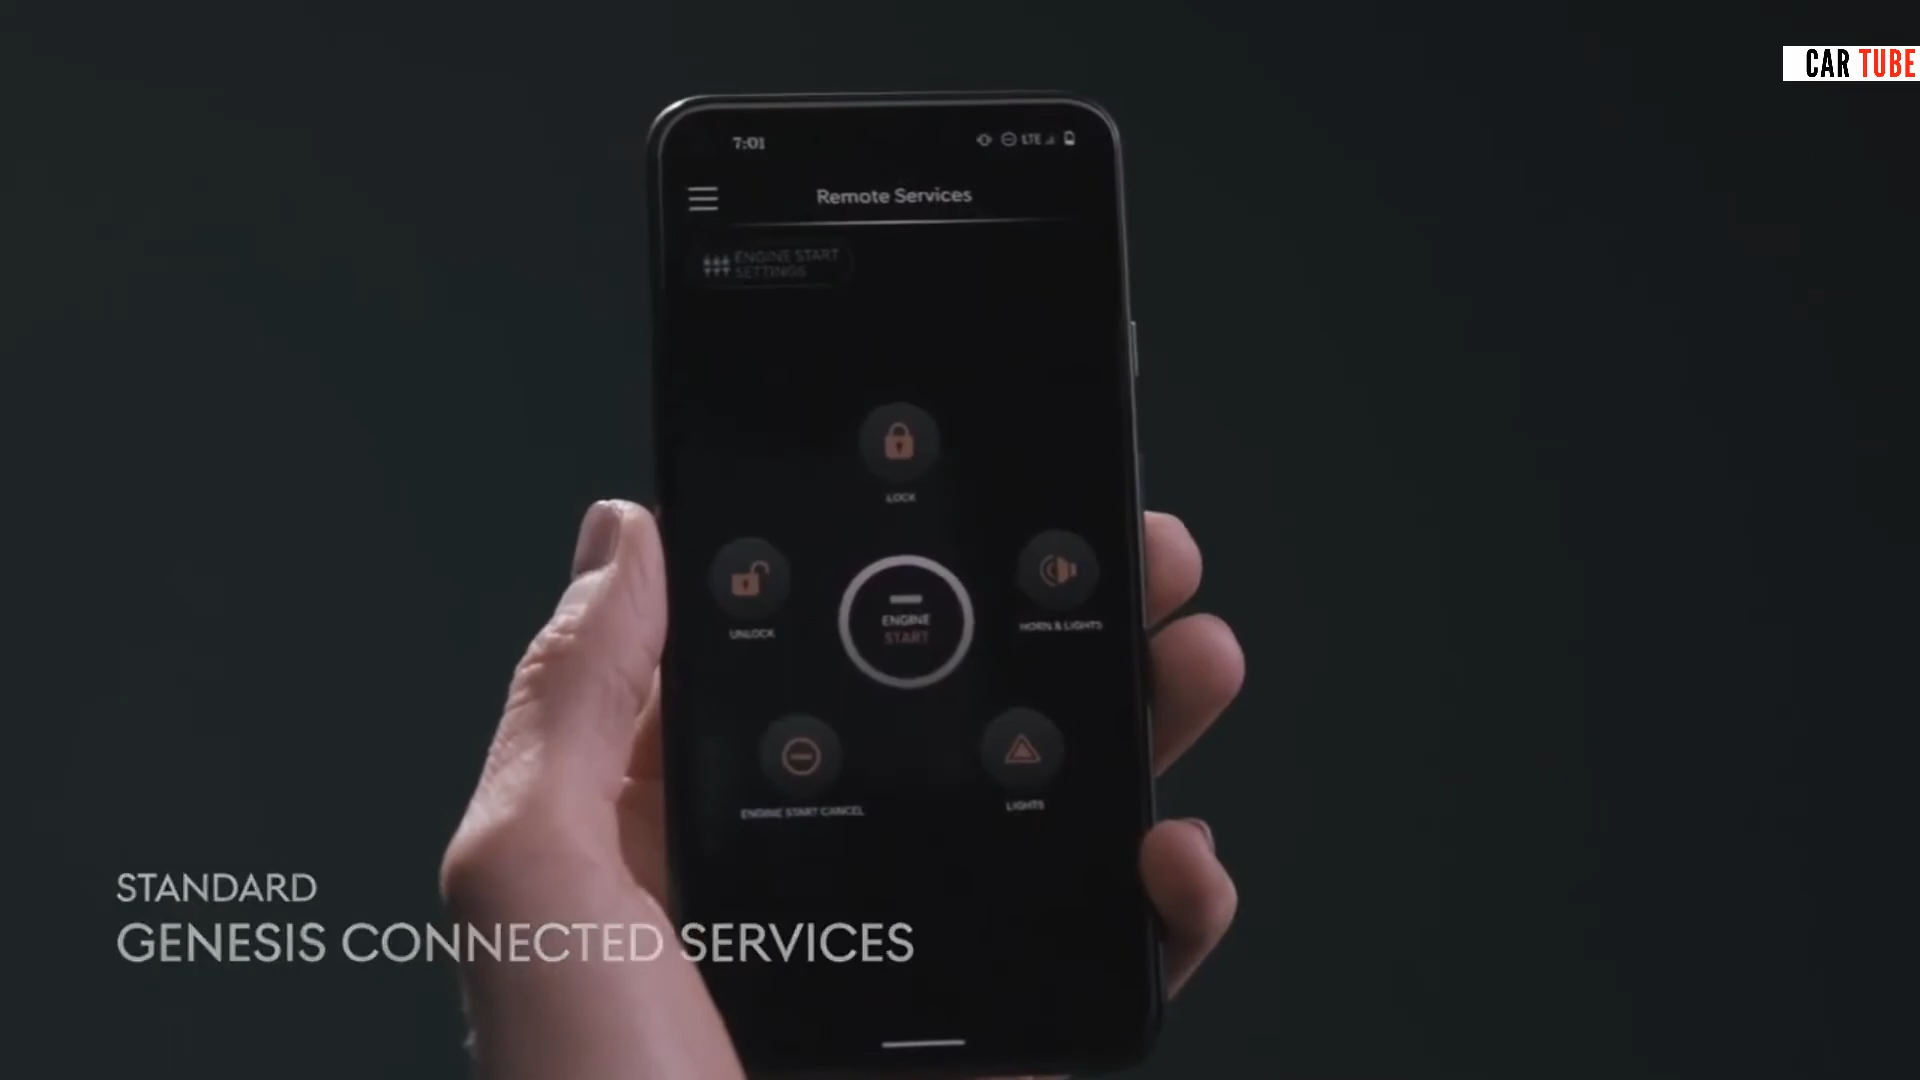 CAR TUBE
7:01
LTE
Remote Services
ENGINE START
SETTINGS
LOCK
UNLOCK
ENGINE
START
HORN & LIGHTS
ENGINE START CANCEL
LIGHTS
STANDARD
GENESIS CONNECTED SERVICES